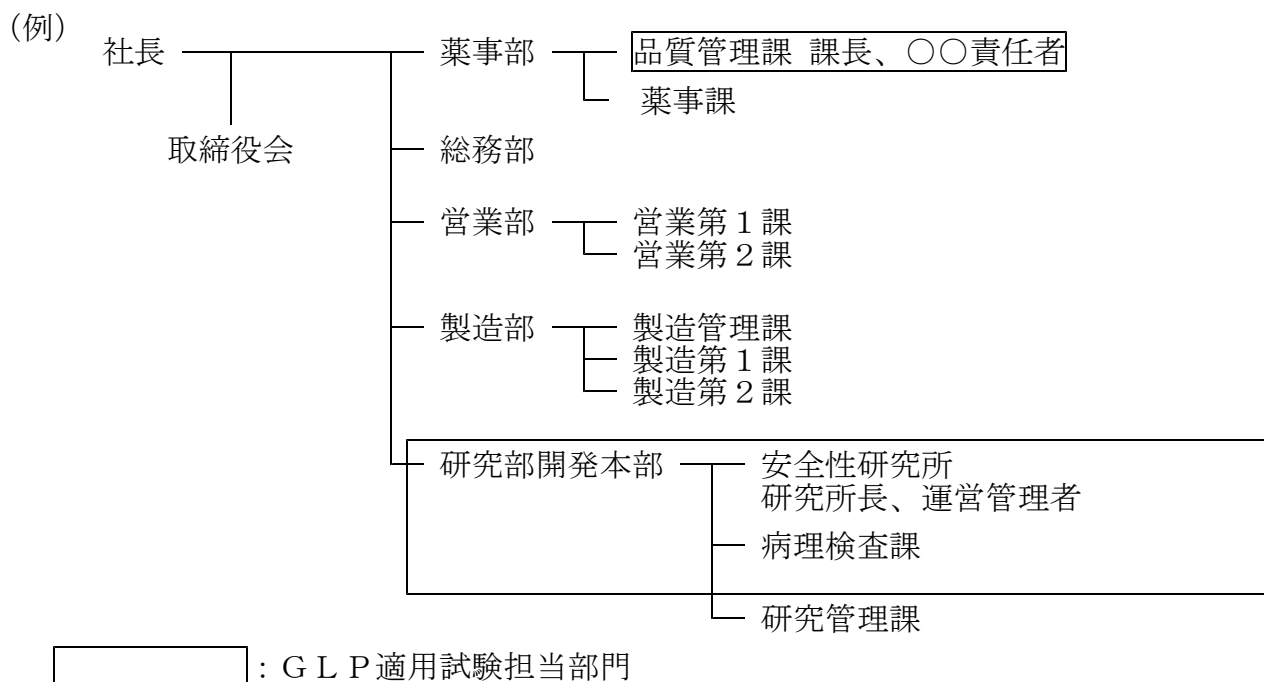 (例)
社長 薬事部 品質管理課 課長、○○責任者
薬事課
取締役会 総務部
営業部 営業第１課
営業第２課
製造部 製造管理課
製造第１課
製造第２課
研究部開発本部 安全性研究所
研究所長、運営管理者
病理検査課
研究管理課
：ＧＬＰ適用試験担当部門